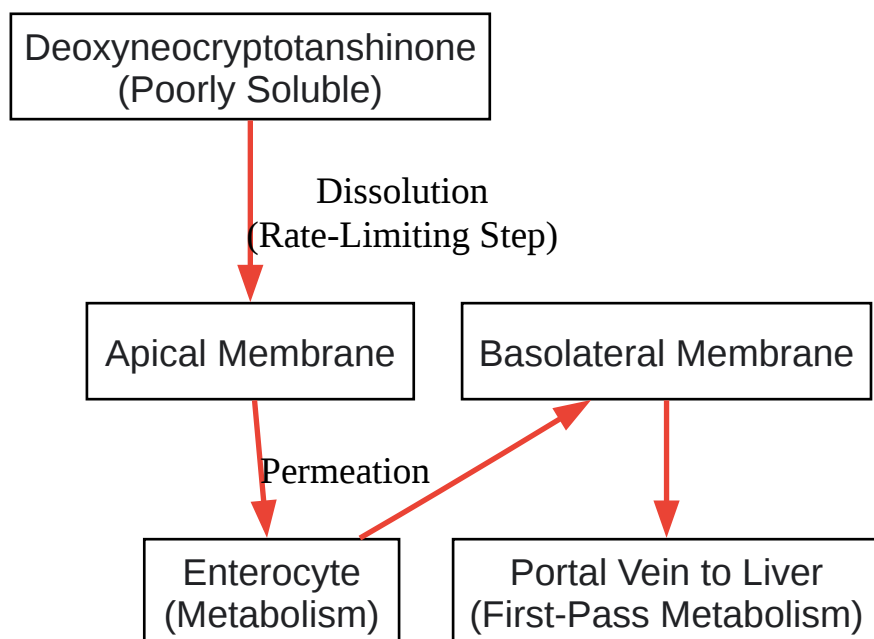 Deoxyneocryptotanshinone
(Poorly Soluble)
Dissolution
(Rate-Limiting Step)
Apical Membrane
Basolateral Membrane
Permeation
Enterocyte
(Metabolism)
Portal Vein to Liver
(First-Pass Metabolism)